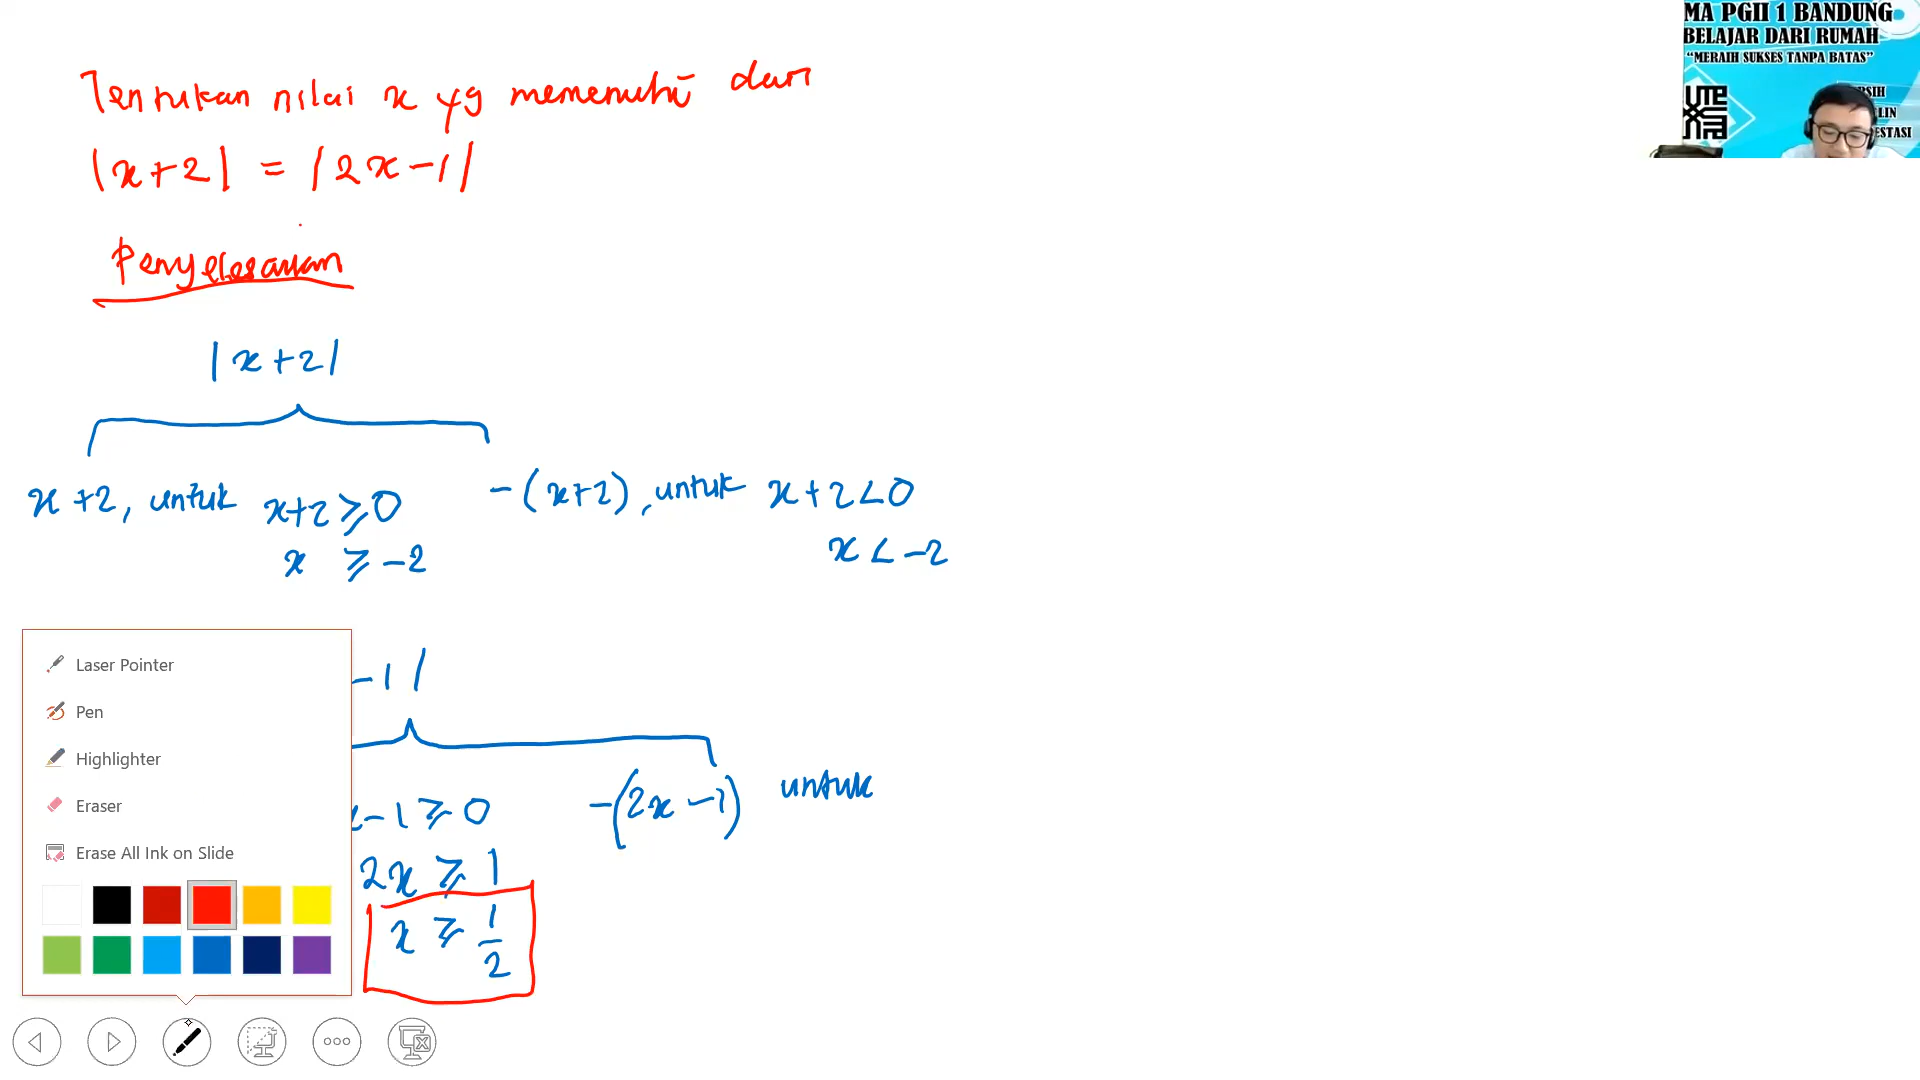 MA PGII 1 BANDUNG
BELAJAR DARI RUMAH
"MERAIH SUKSES TANPA BATAS"
Tentukan nilai x yg memenuhi dari
|x+2| = |2x-1|
Penyelesaian
|x+2|
x+2, untuk x+2 ≥ 0
x ≥ -2
-(x+2), untuk x+2 < 0
x < -2
-1|
x-1 ≥ 0
2x ≥ 1
x ≥ 1/2
-(2x-1) untuk
Laser Pointer
Pen
Highlighter
Eraser
Erase All Ink on Slide